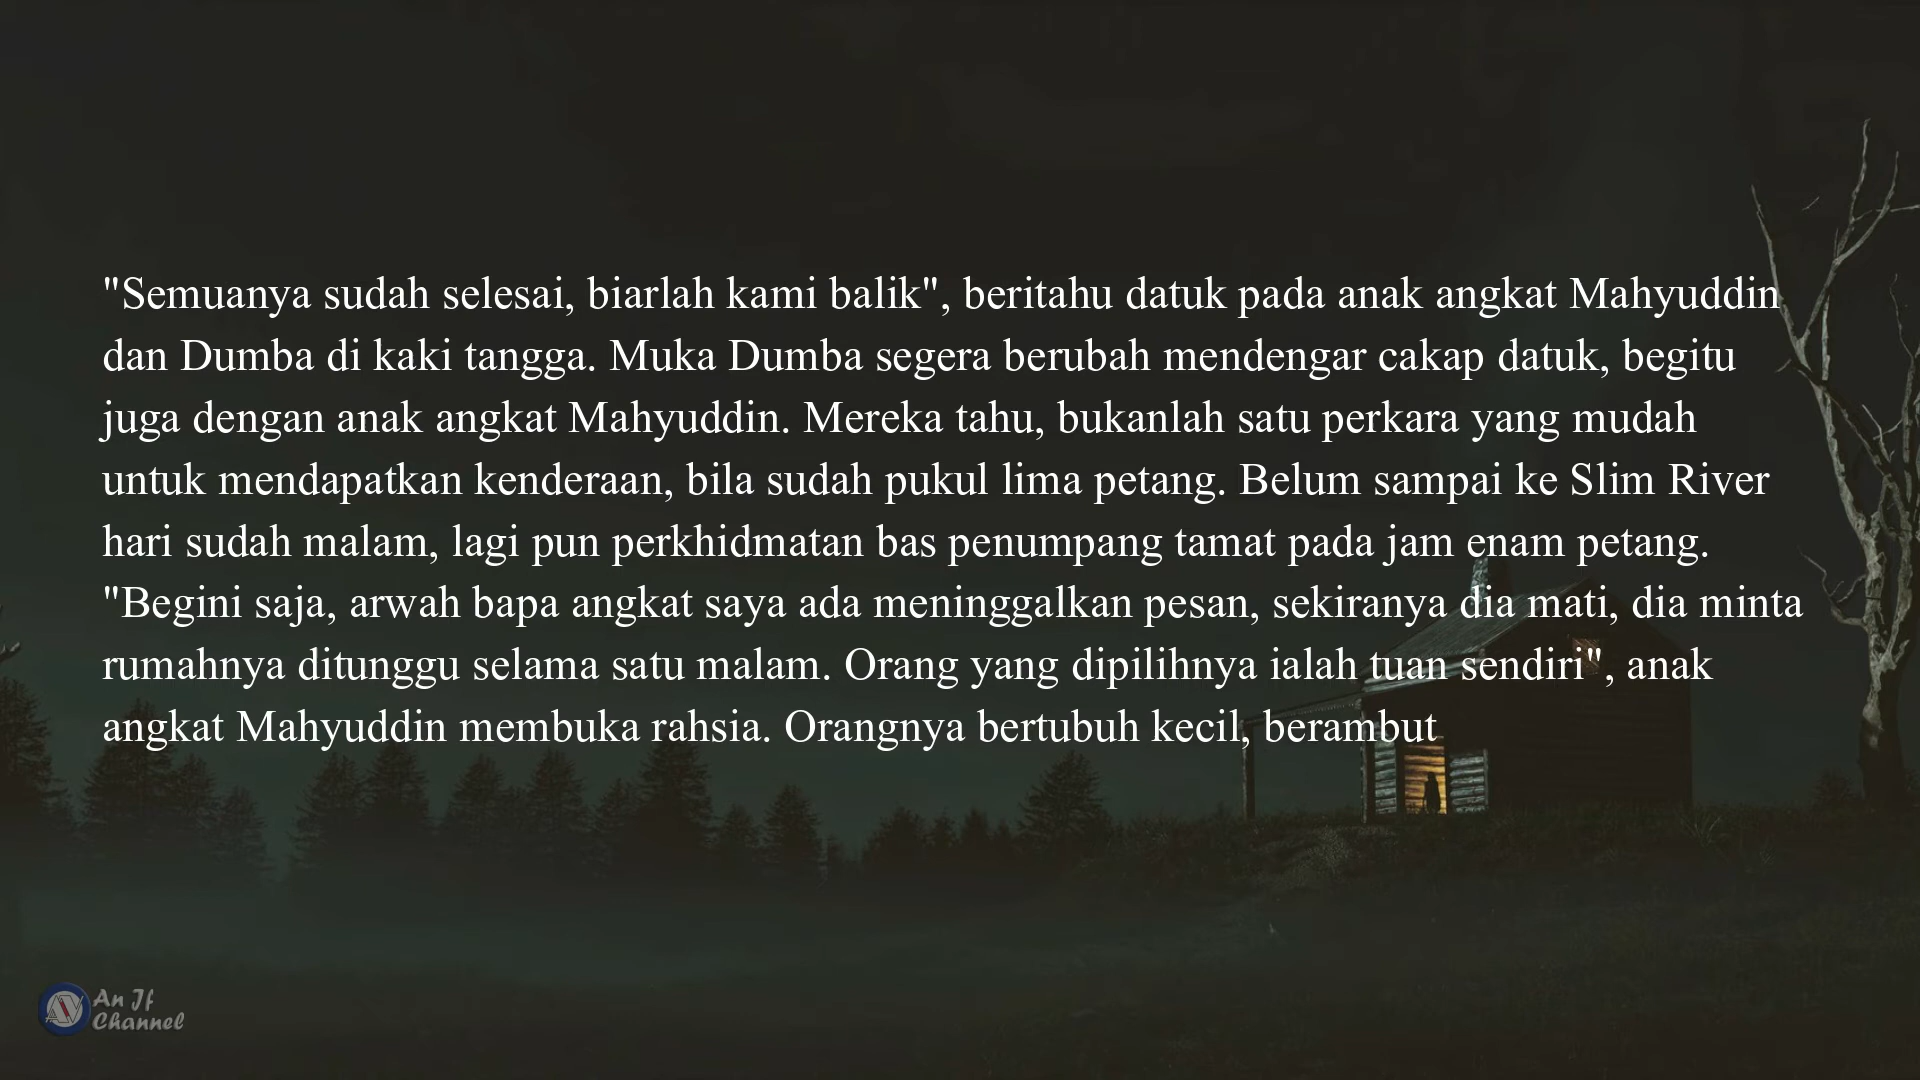 "Semuanya sudah selesai, biarlah kami balik", beritahu datuk pada anak angkat Mahyuddin
dan Dumba di kaki tangga. Muka Dumba segera berubah mendengar cakap datuk, begitu
juga dengan anak angkat Mahyuddin. Mereka tahu, bukanlah satu perkara yang mudah
untuk mendapatkan kenderaan, bila sudah pukul lima petang. Belum sampai ke Slim River
hari sudah malam, lagi pun perkhidmatan bas penumpang tamat pada jam enam petang.
"Begini saja, arwah bapa angkat saya ada meninggalkan pesan, sekiranya dia mati, dia minta
rumahnya ditunggu selama satu malam. Orang yang dipilihnya ialah tuan sendiri", anak
angkat Mahyuddin membuka rahsia. Orangnya bertubuh kecil, berambut
An If
Channel